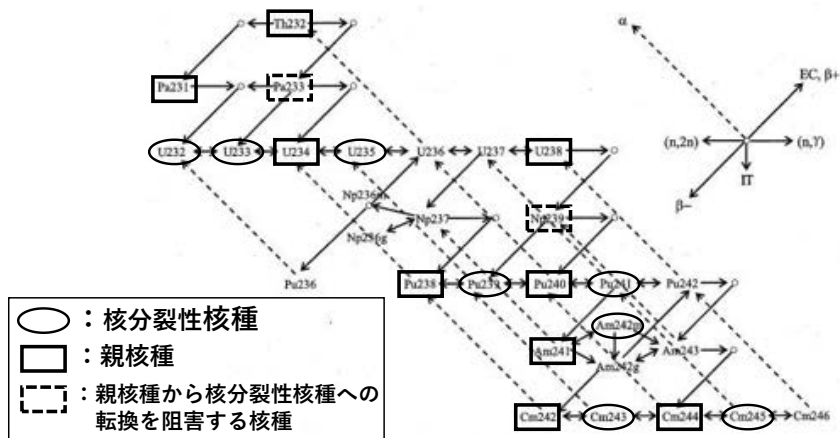 Th232
α
EC, β+
Pa231
Pa233
(n,2n)
(n,γ)
IT
β−
U232
U233
U234
U235
U236
U237
U238
Np236m
Np237
Np239
Np236g
Pu236
Pu238
Pu239
Pu240
Pu241
Pu242
Am242m
Am241
Am243
Am242g
Cm242
Cm243
Cm244
Cm245
Cm246
：核分裂性核種
：親核種
：親核種から核分裂性核種への
転換を阻害する核種